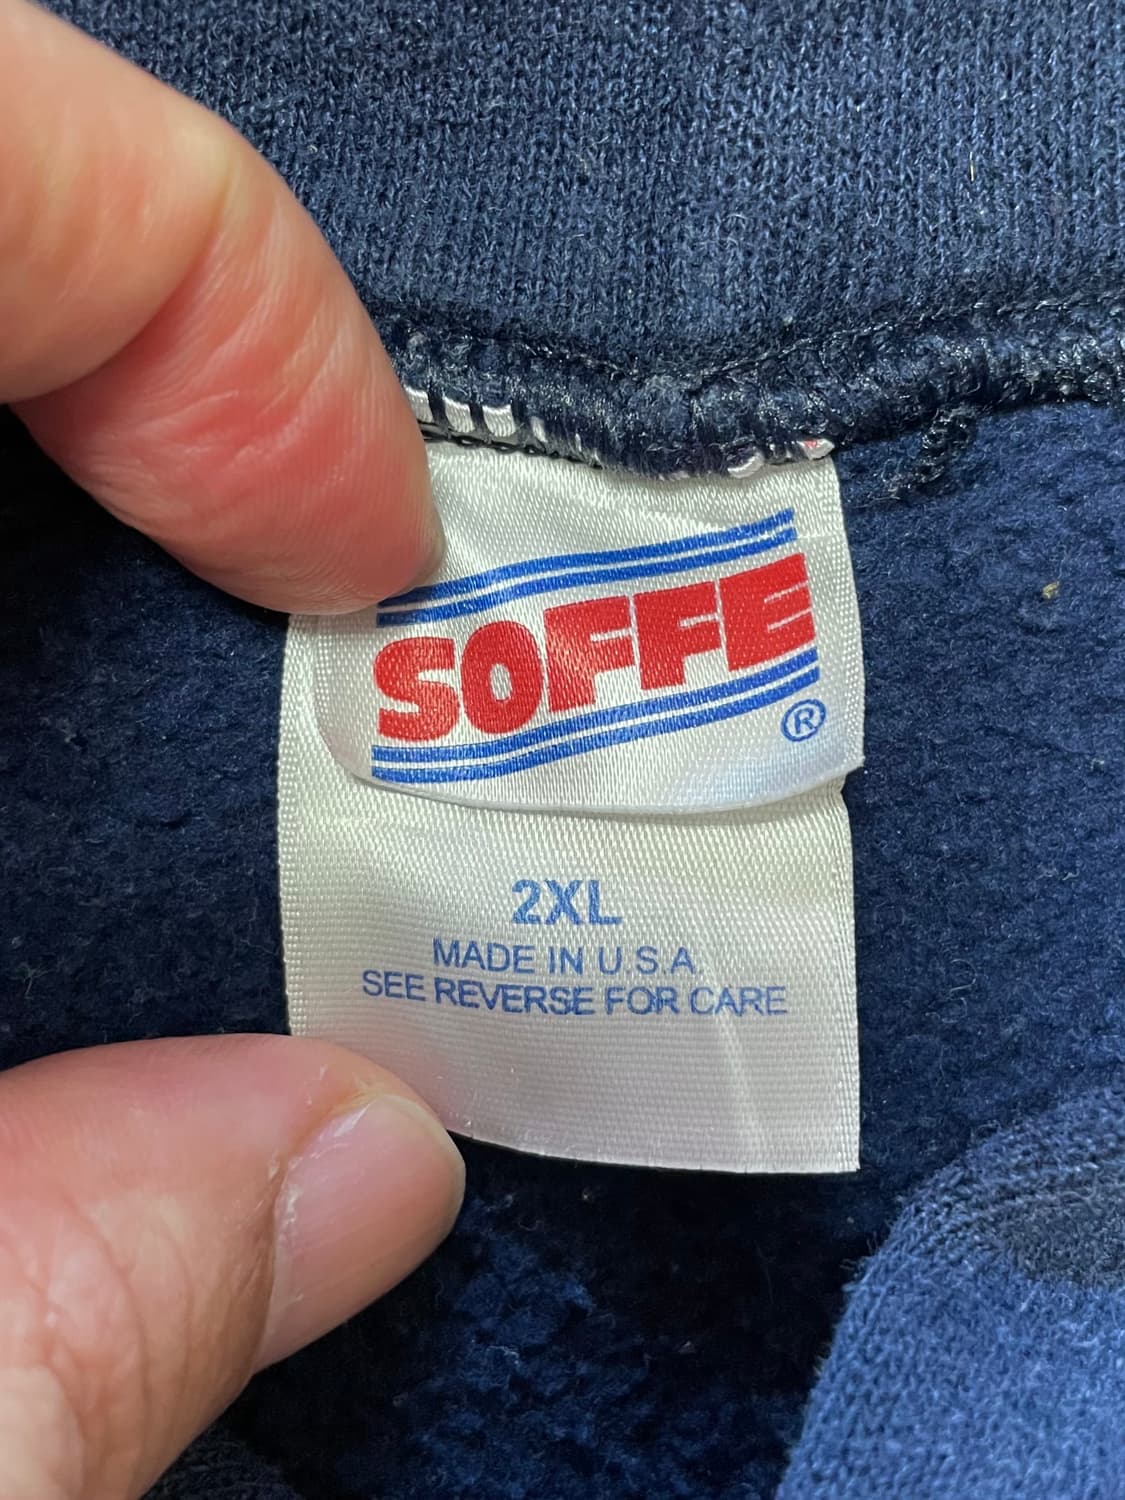 SOFFE
®
2XL
MADE IN U.S.A.
SEE REVERSE FOR CARE